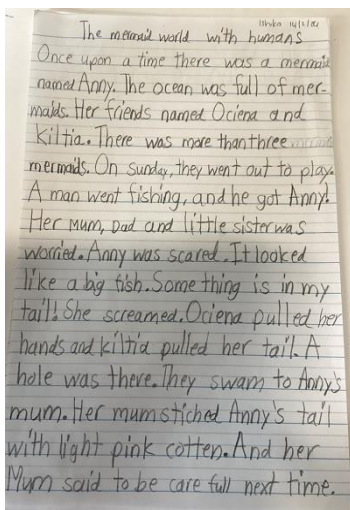 Ishika 14/2/21
The mermaid world with humans
Once upon a time there was a mermaid
named Anny. The ocean was full of mer-
maids. Her friends named Ociena and
Kiltia. There was more than three
mermaids. On Sunday, they went out to play.
A man went fishing, and he got Anny!
Her Mum, Dad and little sister was
worried. Anny was scared. It looked
like a big fish. Some thing is in my
tail! She screamed. Ociena pulled her
hands and kiltia pulled her tail. A
hole was there. They swam to Anny's
mum. Her mum stiched Anny's tail
with light pink cotten. And her
Mum said to be care full next time.